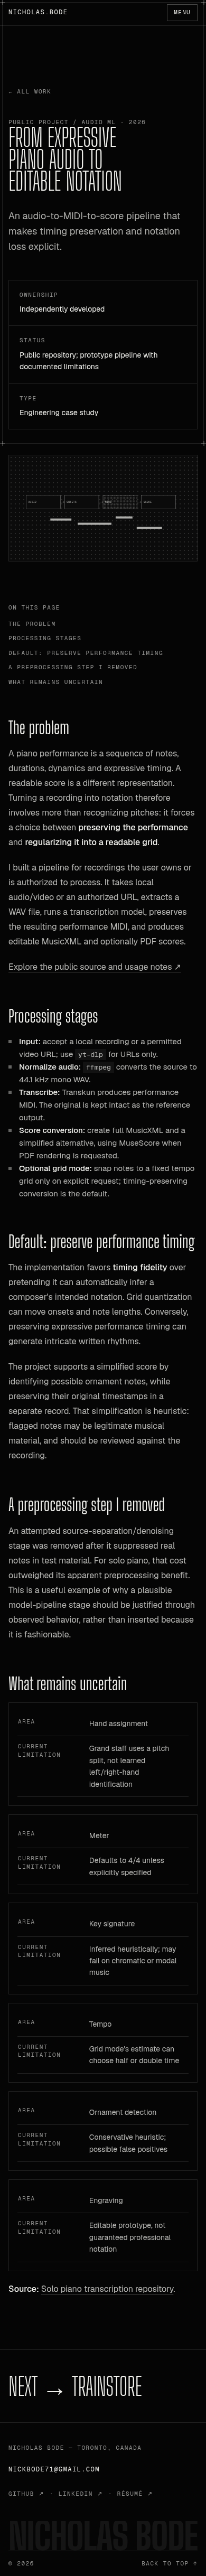 NICHOLAS BODE
MENU
← ALL WORK
PUBLIC PROJECT / AUDIO ML · 2026
FROM EXPRESSIVE
PIANO AUDIO TO
EDITABLE NOTATION
An audio-to-MIDI-to-score pipeline that
makes timing preservation and notation
loss explicit.
OWNERSHIP
Independently developed
STATUS
Public repository; prototype pipeline with
documented limitations
TYPE
Engineering case study
ON THIS PAGE
THE PROBLEM
PROCESSING STAGES
DEFAULT: PRESERVE PERFORMANCE TIMING
A PREPROCESSING STEP I REMOVED
WHAT REMAINS UNCERTAIN
The problem
A piano performance is a sequence of notes,
durations, dynamics and expressive timing. A
readable score is a different representation.
Turning a recording into notation therefore
involves more than recognizing pitches: it forces
a choice between preserving the performance
and regularizing it into a readable grid.
I built a pipeline for recordings the user owns or
is authorized to process. It takes local
audio/video or an authorized URL, extracts a
WAV file, runs a transcription model, preserves
the resulting performance MIDI, and produces
editable MusicXML and optionally PDF scores.
Explore the public source and usage notes ↗
Processing stages
Input: accept a local recording or a permitted
video URL; use yt-dlp for URLs only.
Normalize audio: ffmpeg converts the source to
44.1 kHz mono WAV.
Transcribe: Transkun produces performance
MIDI. The original is kept intact as the reference
output.
Score conversion: create full MusicXML and a
simplified alternative, using MuseScore when
PDF rendering is requested.
Optional grid mode: snap notes to a fixed tempo
grid only on explicit request; timing-preserving
conversion is the default.
Default: preserve performance timing
The implementation favors timing fidelity over
pretending it can automatically infer a
composer's intended notation. Grid quantization
can move onsets and note lengths. Conversely,
preserving expressive performance timing can
generate intricate written rhythms.
The project supports a simplified score by
identifying possible ornament notes, while
preserving their original timestamps in a
separate record. That simplification is heuristic:
flagged notes may be legitimate musical
material, and should be reviewed against the
recording.
A preprocessing step I removed
An attempted source-separation/denoising
stage was removed after it suppressed real
notes in test material. For solo piano, that cost
outweighed its apparent preprocessing benefit.
This is a useful example of why a plausible
model-pipeline stage should be justified through
observed behavior, rather than inserted because
it is fashionable.
What remains uncertain
AREA
Hand assignment
CURRENT
LIMITATION
Grand staff uses a pitch
split, not learned
left/right-hand
identification
AREA
Meter
CURRENT
LIMITATION
Defaults to 4/4 unless
explicitly specified
AREA
Key signature
CURRENT
LIMITATION
Inferred heuristically; may
fail on chromatic or modal
music
AREA
Tempo
CURRENT
LIMITATION
Grid mode's estimate can
choose half or double time
AREA
Ornament detection
CURRENT
LIMITATION
Conservative heuristic;
possible false positives
AREA
Engraving
CURRENT
LIMITATION
Editable prototype, not
guaranteed professional
notation
Source: Solo piano transcription repository.
NEXT → TRAINSTORE
NICHOLAS BODE — TORONTO, CANADA
NICKBODE71@GMAIL.COM
GITHUB ↗ · LINKEDIN ↗ · RÉSUMÉ ↗
NICHOLAS BODE
© 2026
BACK TO TOP ↑